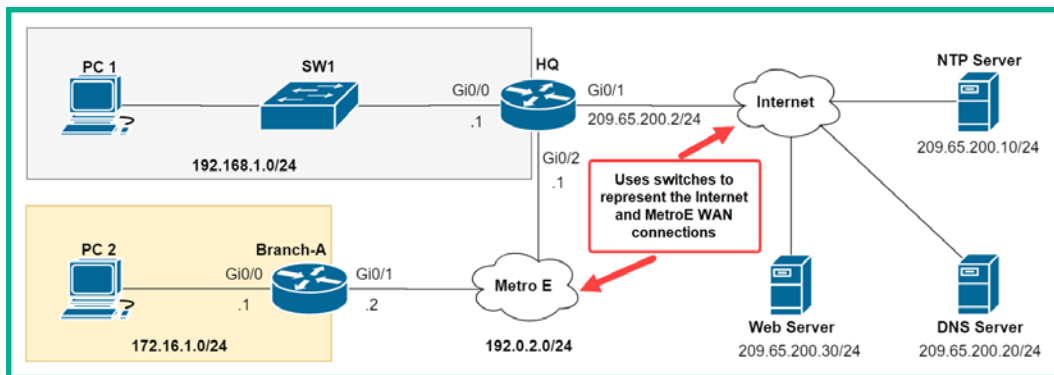 PC 1
SW1
HQ
Gi0/0
.1
Gi0/1
209.65.200.2/24
Gi0/2
.1
192.168.1.0/24
Internet
NTP Server
209.65.200.10/24
Uses switches to
represent the Internet
and MetroE WAN
connections
PC 2
Branch-A
Gi0/0
.1
Gi0/1
.2
172.16.1.0/24
Metro E
192.0.2.0/24
Web Server
209.65.200.30/24
DNS Server
209.65.200.20/24